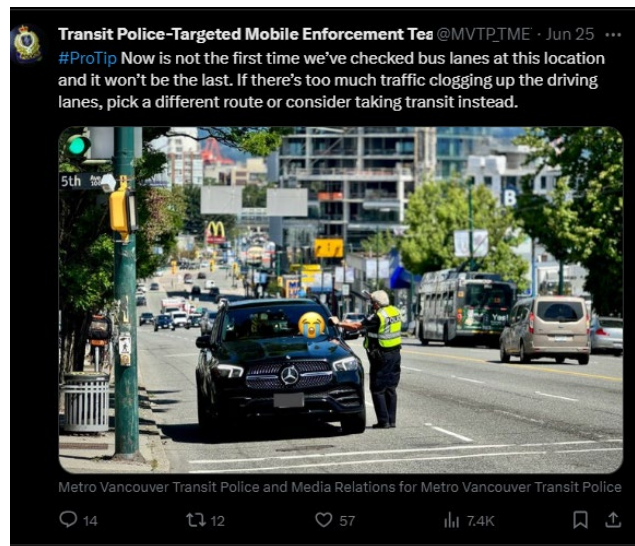 Transit Police-Targeted Mobile Enforcement Tea @MVTP_TME · Jun 25 ...
#ProTip Now is not the first time we've checked bus lanes at this location
and it won't be the last. If there's too much traffic clogging up the driving
lanes, pick a different route or consider taking transit instead.
5th Ave
B
Metro Vancouver Transit Police and Media Relations for Metro Vancouver Transit Police
14 12 57 7.4K